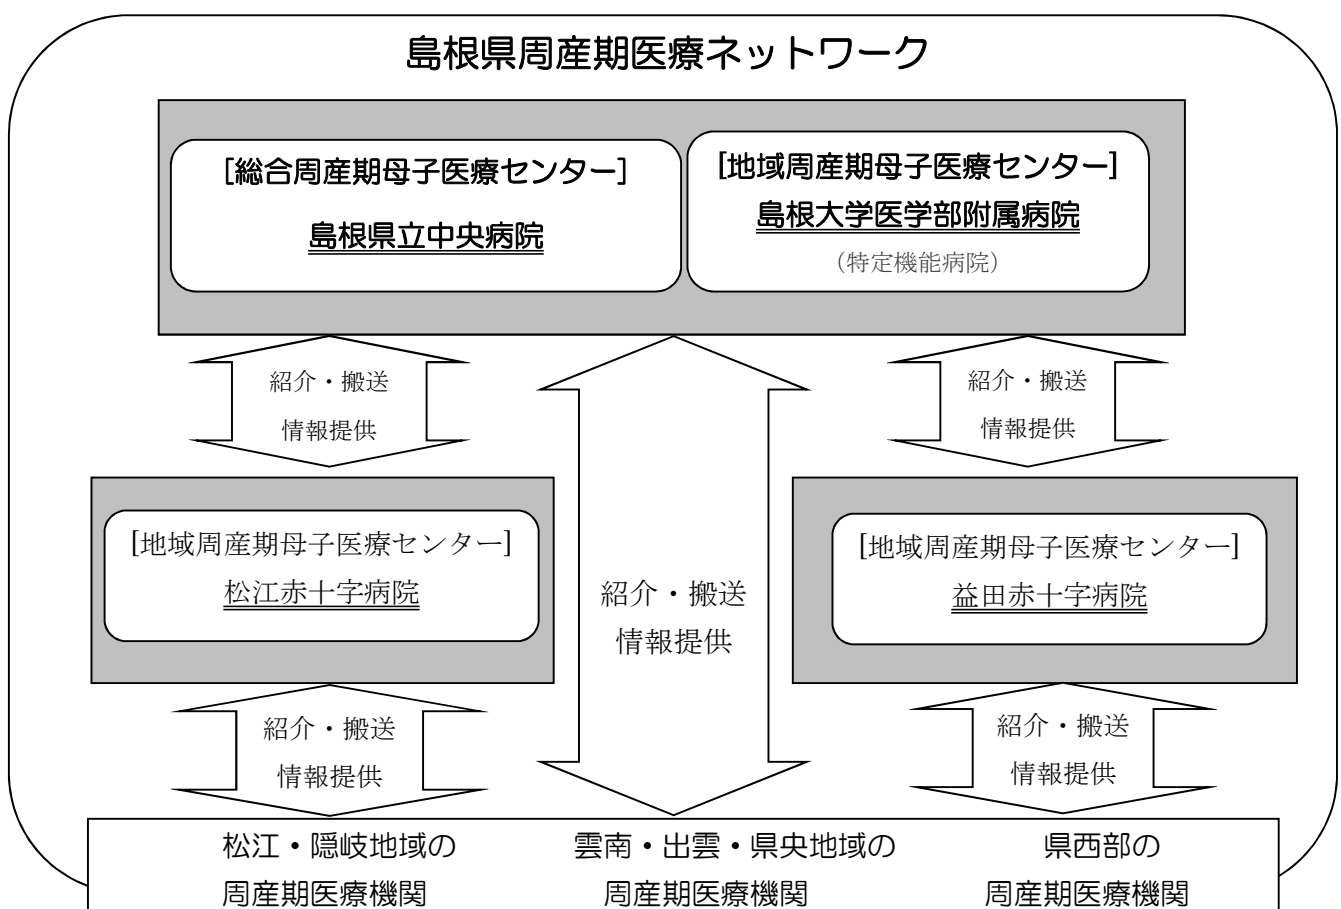 島根県周産期医療ネットワーク
[総合周産期母子医療センター]
島根県立中央病院
[地域周産期母子医療センター]
島根大学医学部附属病院
（特定機能病院）
紹介・搬送
情報提供
紹介・搬送
情報提供
紹介・搬送
情報提供
[地域周産期母子医療センター]
松江赤十字病院
[地域周産期母子医療センター]
益田赤十字病院
紹介・搬送
情報提供
紹介・搬送
情報提供
松江・隠岐地域の
周産期医療機関
雲南・出雲・県央地域の
周産期医療機関
県西部の
周産期医療機関